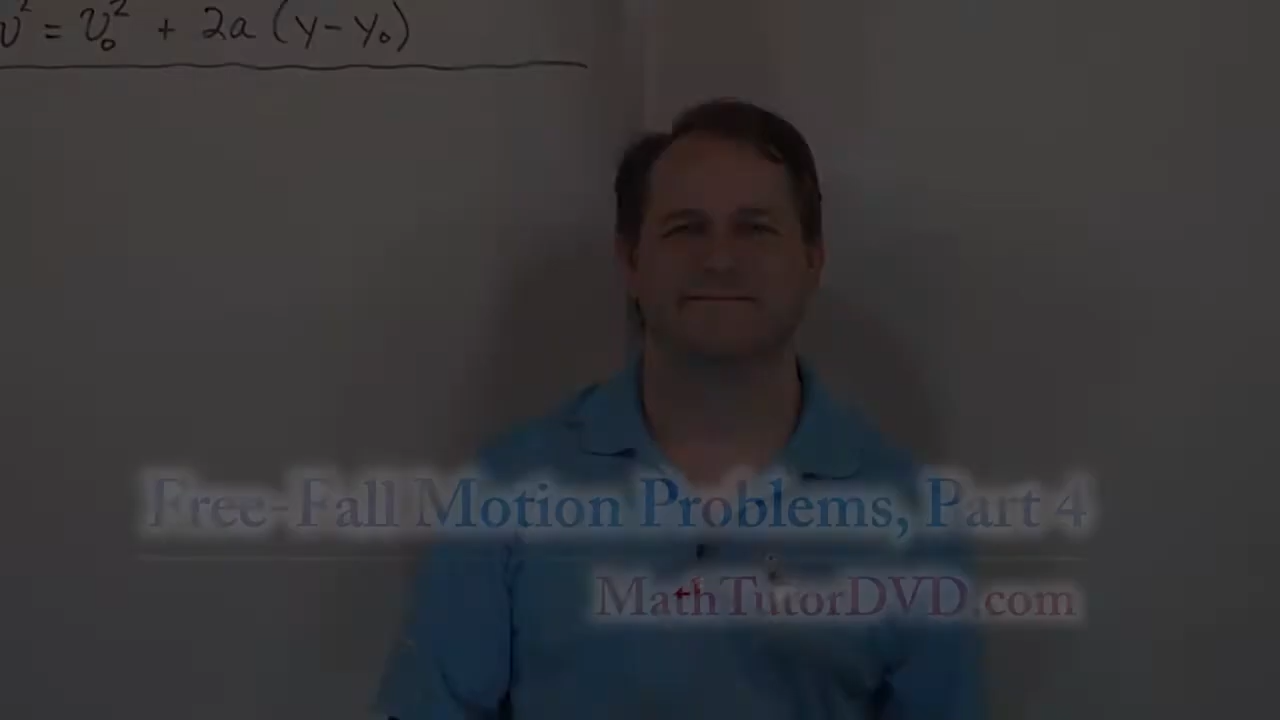 v² = v₀² + 2a (y - y₀)
Free-Fall Motion Problems, Part 4
MathTutorDVD.com